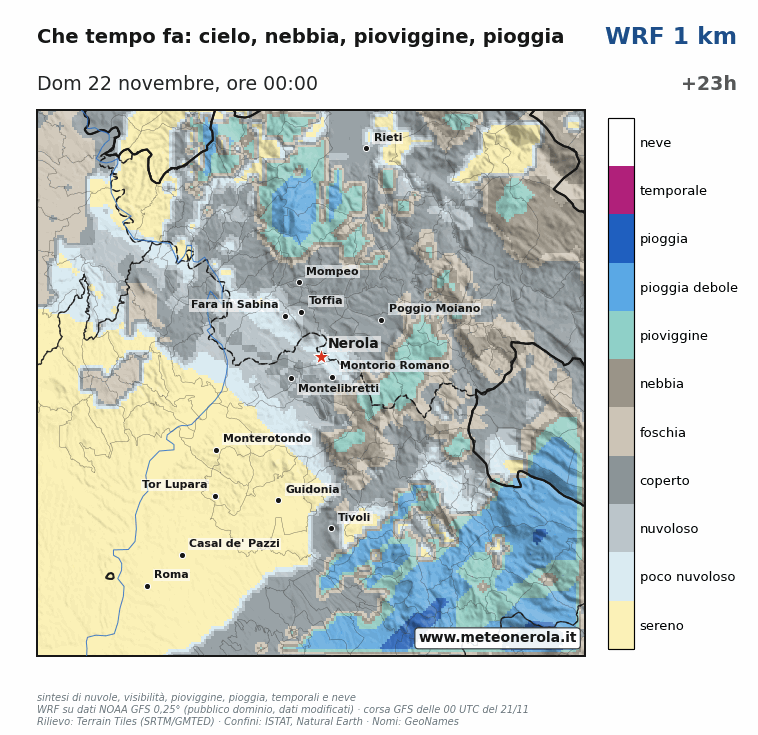 Che tempo fa: cielo, nebbia, pioviggine, pioggia
WRF 1 km
Dom 22 novembre, ore 00:00
+23h
Rieti
Mompeo
Fara in Sabina
Toffia
Poggio Moiano
Nerola
Montorio Romano
Montelibretti
Monterotondo
Tor Lupara
Guidonia
Tivoli
Casal de' Pazzi
Roma
www.meteonerola.it
neve
temporale
pioggia
pioggia debole
pioviggine
nebbia
foschia
coperto
nuvoloso
poco nuvoloso
sereno
sintesi di nuvole, visibilità, pioviggine, pioggia, temporali e neve
WRF su dati NOAA GFS 0,25° (pubblico dominio, dati modificati) · corsa GFS delle 00 UTC del 21/11
Rilievo: Terrain Tiles (SRTM/GMTED) · Confini: ISTAT, Natural Earth · Nomi: GeoNames